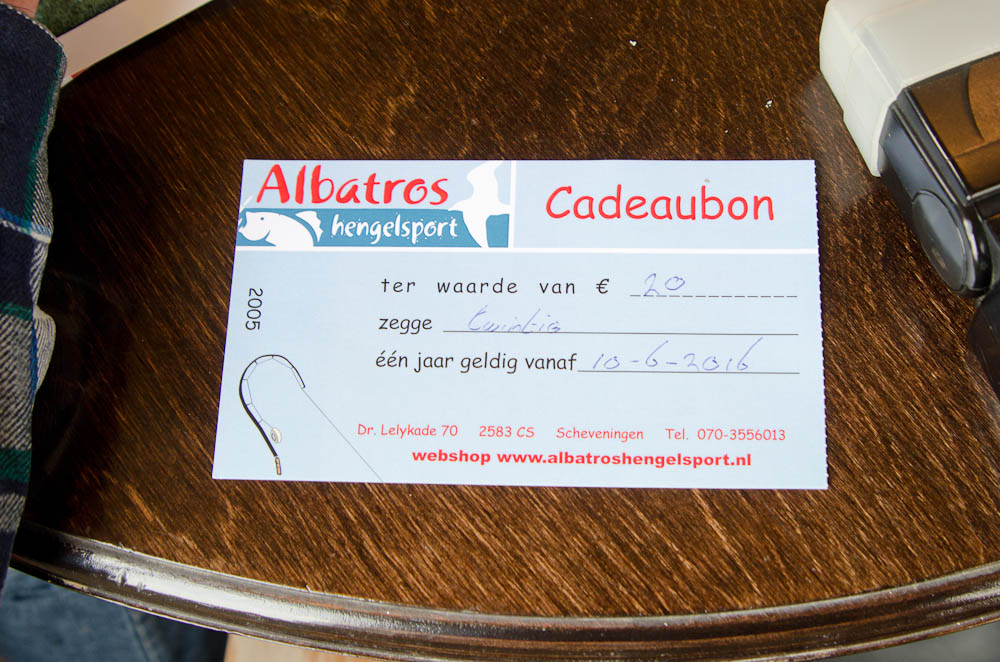 Albatros
hengelsport
Cadeaubon
ter waarde van € 20
zegge twintig
één jaar geldig vanaf 10-6-2016
2005
Dr. Lelykade 70 2583 CS Scheveningen Tel. 070-3556013
webshop www.albatroshengelsport.nl